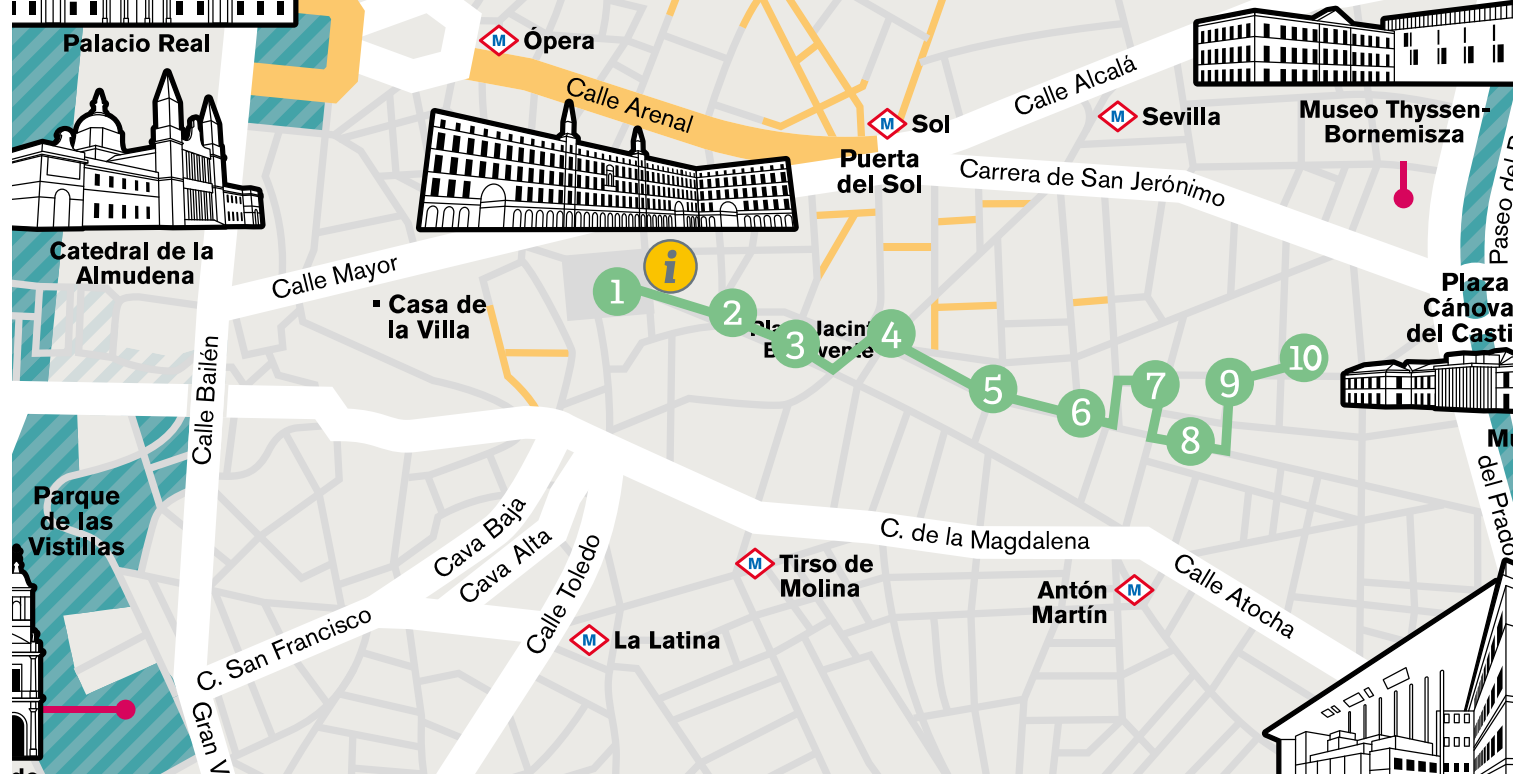 Palacio Real
M Ópera
Calle Arenal
Calle Alcalá
M Sol
M Sevilla
Museo Thyssen-
Bornemisza
Puerta
del Sol
Carrera de San Jerónimo
Paseo del
Catedral de la
Almudena
Calle Mayor
i
Casa de
la Villa
Plaza
Cánova
del Casti
1
2
3
4
5
6
7
8
9
10
Calle Bailén
Parque
de las
Vistillas
Cava Baja
Cava Alta
Calle Toledo
C. de la Magdalena
M Tirso de
Molina
Antón
Martín M
Calle Atocha
del Prado
C. San Francisco
M La Latina
Gran V